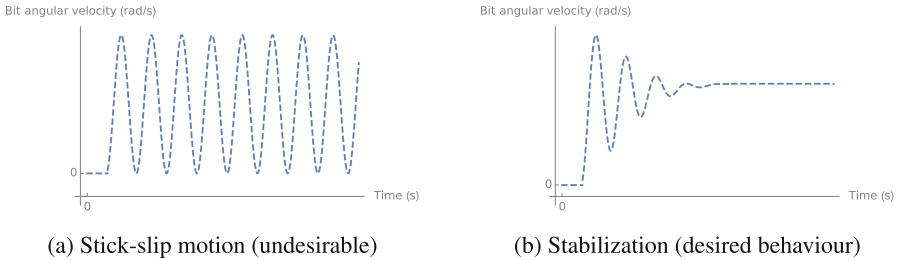 Bit angular velocity (rad/s)
0
0
Time (s)
(a) Stick-slip motion (undesirable)
Bit angular velocity (rad/s)
0
0
Time (s)
(b) Stabilization (desired behaviour)